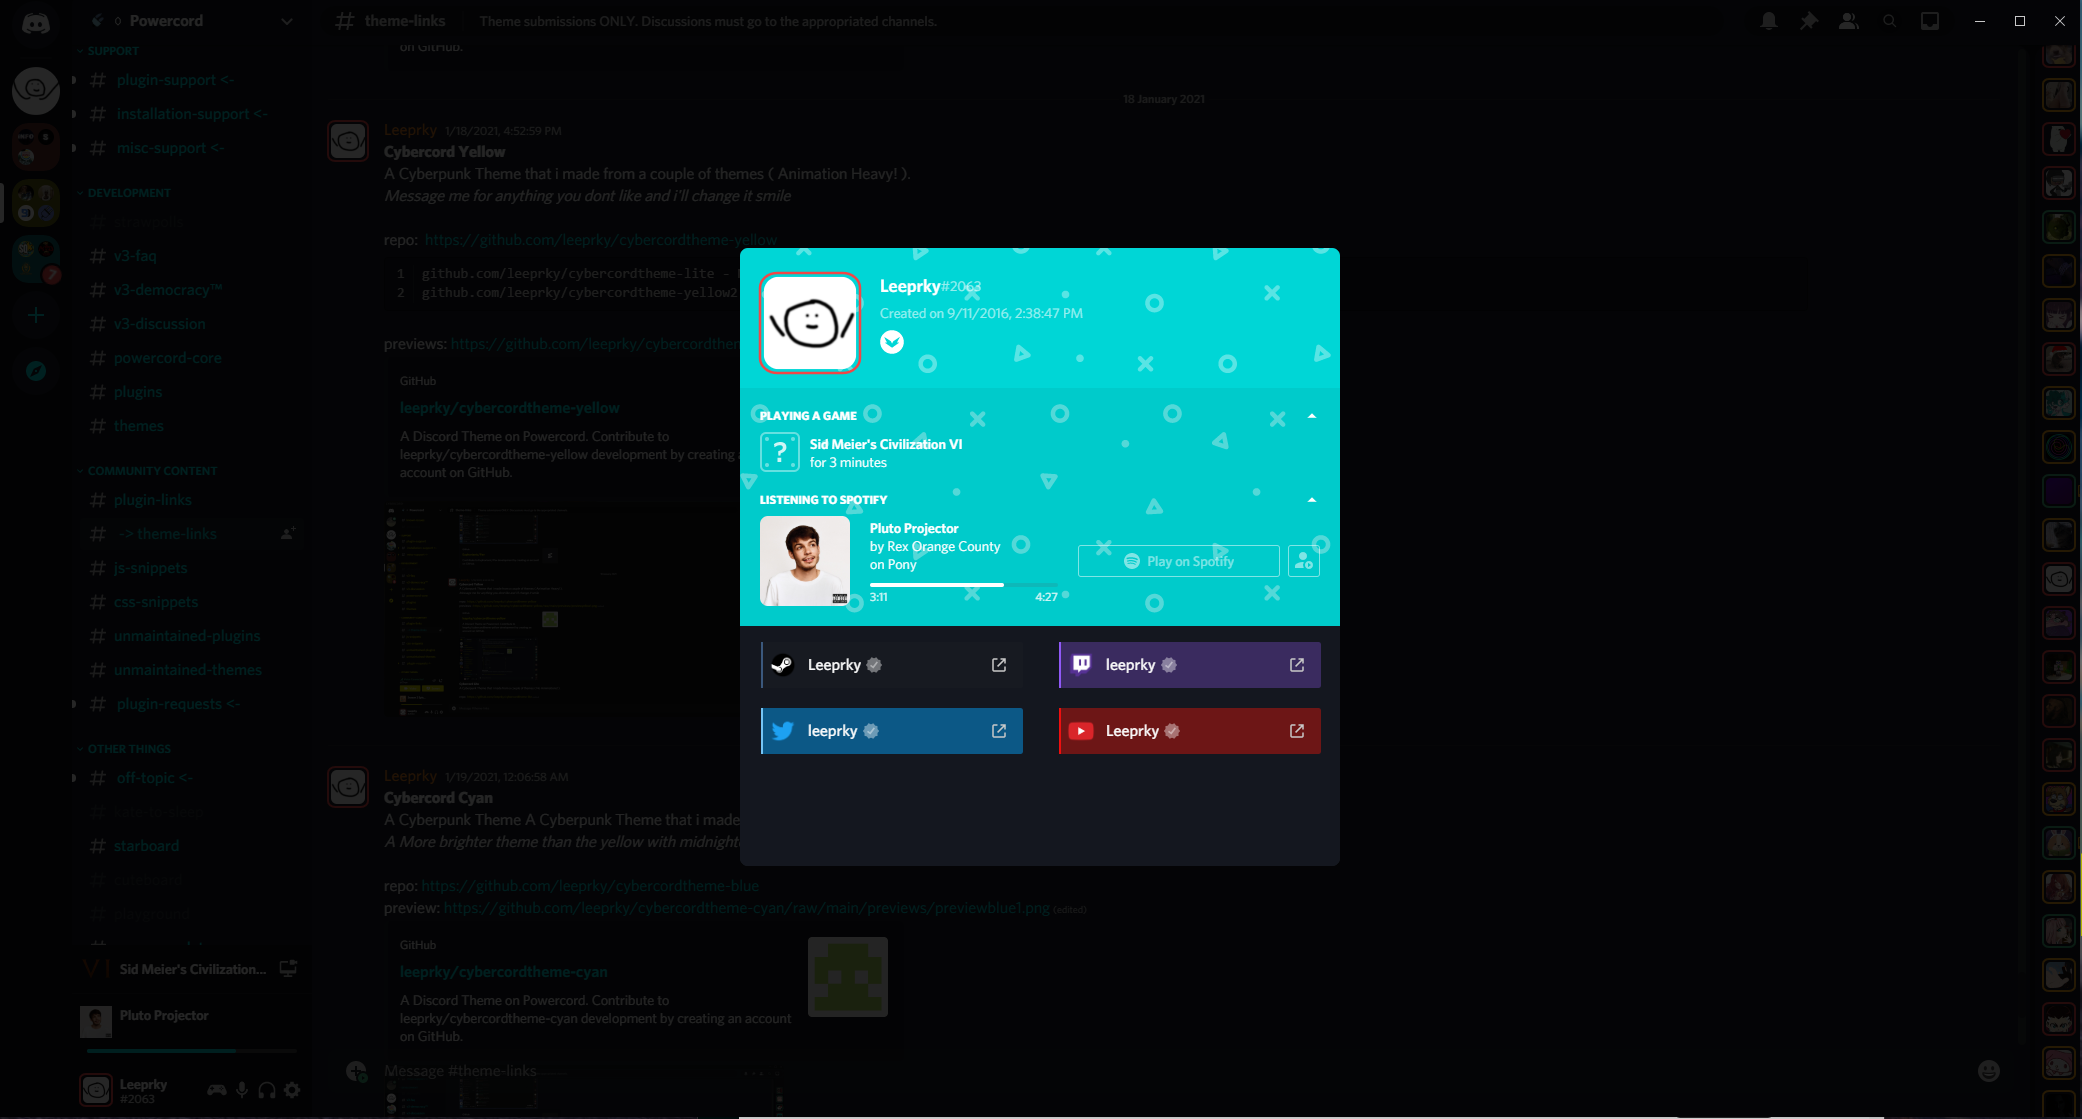 Powercord
theme-links
Theme submissions ONLY. Discussions must go to the appropriated channels.
SUPPORT
plugin-support <-
installation-support <-
misc-support <-
DEVELOPMENT
v3-faq
v3-democracy™
v3-discussion
powercord-core
plugins
themes
COMMUNITY CONTENT
plugin-links
-> theme-links
js-snippets
css-snippets
unmaintained-plugins
unmaintained-themes
plugin-requests <-
OTHER THINGS
off-topic <-
starboard
7
Sid Meier's Civilization...
Pluto Projector
Leeprky
#2063
on GitHub.
18 January 2021
Leeprky 1/18/2021, 4:52:59 PM
Cybercord Yellow
A Cyberpunk Theme that i made from a couple of themes ( Animation Heavy! ).
Message me for anything you dont like and i'll change it smile
repo: https://github.com/leeprky/cybercordtheme-yellow
1 github.com/leeprky/cybercordtheme-lite -
2 github.com/leeprky/cybercordtheme-yellow2
previews: https://github.com/leeprky/cybercordther
GitHub
leeprky/cybercordtheme-yellow
A Discord Theme on Powercord. Contribute to
leeprky/cybercordtheme-yellow development by creating a
account on GitHub.
Leeprky 1/19/2021, 12:06:58 AM
Cybercord Cyan
A Cyberpunk Theme A Cyberpunk Theme that i made
A More brighter theme than the yellow with midnight
repo: https://github.com/leeprky/cybercordtheme-blue
preview: https://github.com/leeprky/cybercordtheme-cyan/raw/main/previews/previewblue1.png (edited)
GitHub
leeprky/cybercordtheme-cyan
A Discord Theme on Powercord. Contribute to
leeprky/cybercordtheme-cyan development by creating an account
on GitHub.
Message #theme-links
Leeprky#2063
Created on 9/11/2016, 2:38:47 PM
PLAYING A GAME
?
Sid Meier's Civilization VI
for 3 minutes
LISTENING TO SPOTIFY
Pluto Projector
by Rex Orange County
on Pony
3:11
4:27
Play on Spotify
Leeprky
leeprky
leeprky
Leeprky